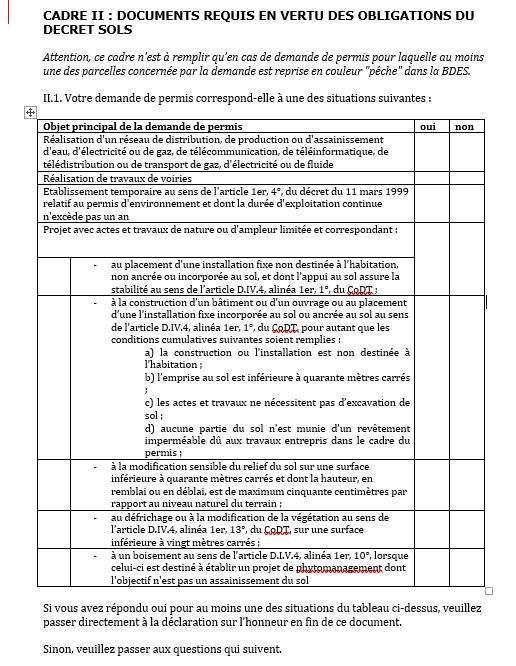 CADRE II : DOCUMENTS REQUIS EN VERTU DES OBLIGATIONS DU
DECRET SOLS
Attention, ce cadre n'est à remplir qu'en cas de demande de permis pour laquelle au moins
une des parcelles concernée par la demande est reprise en couleur "pêche" dans la BDES.
II.1. Votre demande de permis correspond-elle à une des situations suivantes :
Objet principal de la demande de permis oui non
Réalisation d'un réseau de distribution, de production ou d'assainissement
d'eau, d'électricité ou de gaz, de télécommunication, de téléinformatique, de
télédistribution ou de transport de gaz, d'électricité ou de fluide
Réalisation de travaux de voiries
Etablissement temporaire au sens de l'article 1er, 4°, du décret du 11 mars 1999
relatif au permis d'environnement et dont la durée d'exploitation continue
n'excède pas un an
Projet avec actes et travaux de nature ou d'ampleur limitée et correspondant :
- au placement d'une installation fixe non destinée à l'habitation,
non ancrée ou incorporée au sol, et dont l'appui au sol assure la
stabilité au sens de l'article D.IV.4, alinéa 1er, 1°, du CoDT ;
- à la construction d'un bâtiment ou d'un ouvrage ou au placement
d'une l'installation fixe incorporée au sol ou ancrée au sol au sens
de l'article D.IV.4, alinéa 1er, 1°, du CoDT, pour autant que les
conditions cumulatives suivantes soient remplies :
a) la construction ou l'installation est non destinée à
l'habitation ;
b) l'emprise au sol est inférieure à quarante mètres carrés
;
c) les actes et travaux ne nécessitent pas d'excavation de
sol ;
d) aucune partie du sol n'est munie d'un revêtement
imperméable dû aux travaux entrepris dans le cadre du
permis ;
- à la modification sensible du relief du sol sur une surface
inférieure à quarante mètres carrés et dont la hauteur, en
remblai ou en déblai, est de maximum cinquante centimètres par
rapport au niveau naturel du terrain ;
- au défrichage ou à la modification de la végétation au sens de
l'article D.IV.4, alinéa 1er, 13°, du CoDT, sur une surface
inférieure à vingt mètres carrés ;
- à un boisement au sens de l'article D.I.V.4, alinéa 1er, 10°, lorsque
celui-ci est destiné à établir un projet de phytomanagement dont
l'objectif n'est pas un assainissement du sol
Si vous avez répondu oui pour au moins une des situations du tableau ci-dessus, veuillez
passer directement à la déclaration sur l'honneur en fin de ce document.
Sinon, veuillez passer aux questions qui suivent.